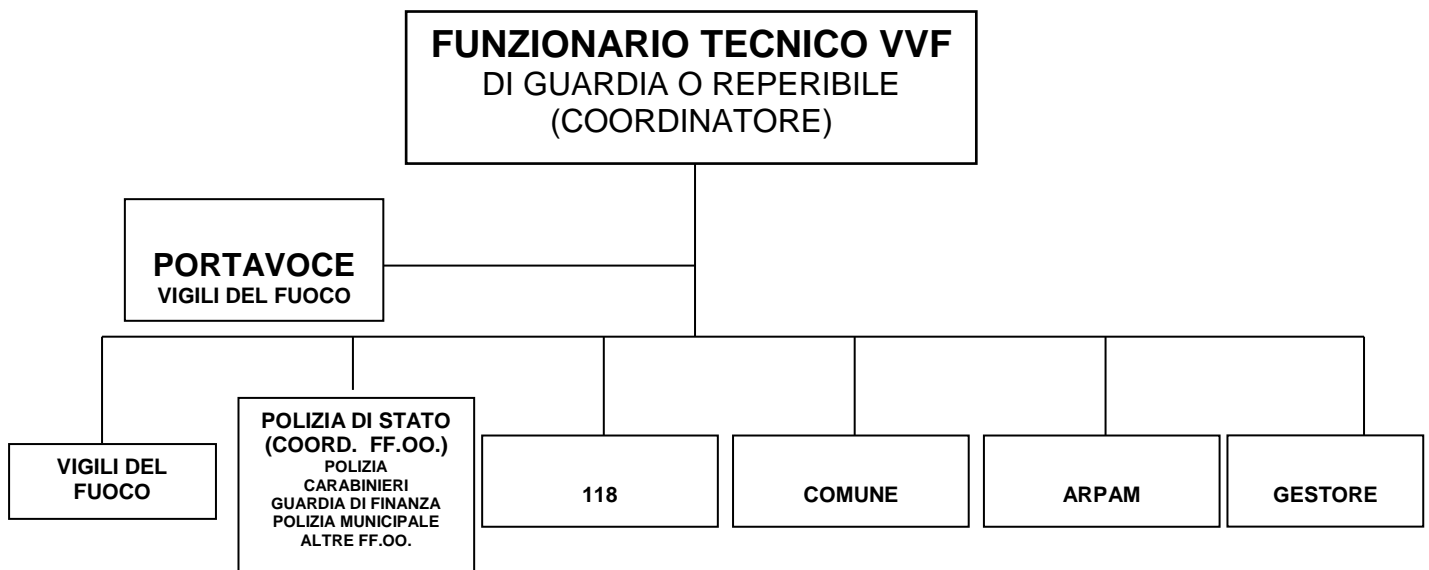 FUNZIONARIO TECNICO VVF
DI GUARDIA O REPERIBILE
(COORDINATORE)
PORTAVOCE
VIGILI DEL FUOCO
VIGILI DEL
FUOCO
POLIZIA DI STATO
(COORD. FF.OO.)
POLIZIA
CARABINIERI
GUARDIA DI FINANZA
POLIZIA MUNICIPALE
ALTRE FF.OO.
118
COMUNE
ARPAM
GESTORE